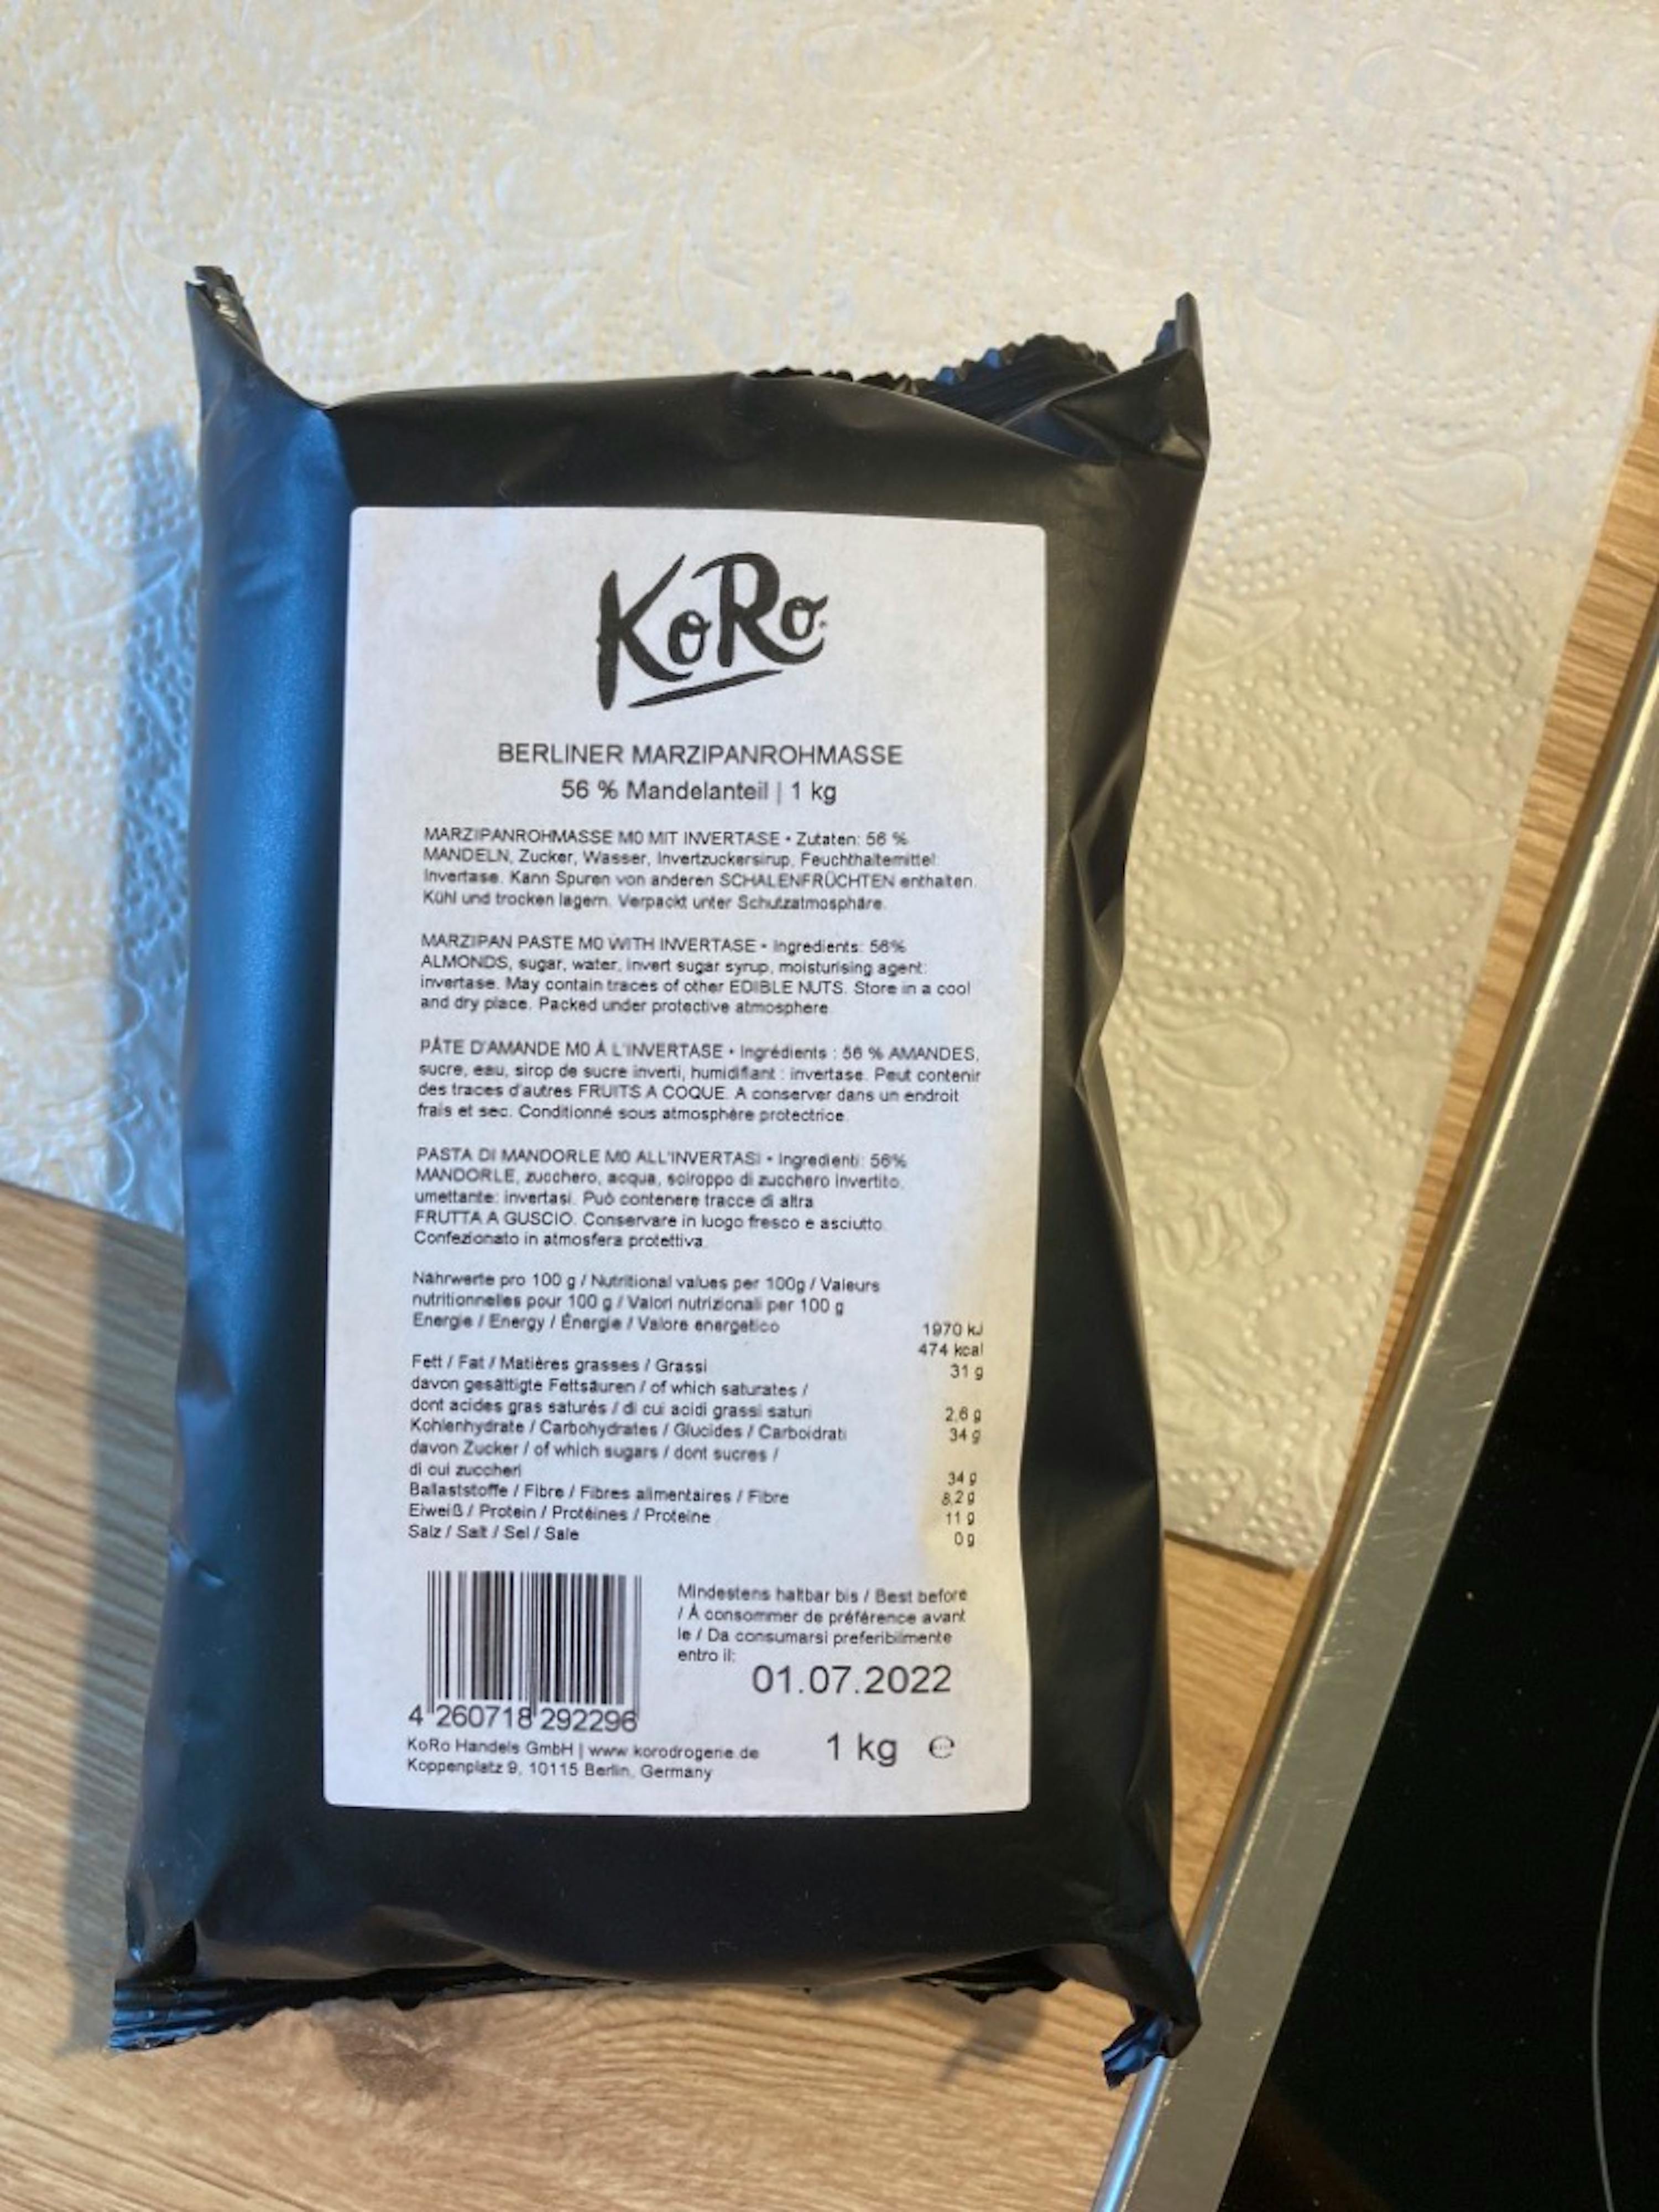 KoRo
BERLINER MARZIPANROHMASSE
56 % Mandelanteil | 1 kg
MARZIPANROHMASSE M0 MIT INVERTASE • Zutaten: 56 %
MANDELN, Zucker, Wasser, Invertzuckersirup, Feuchthaltemittel:
Invertase. Kann Spuren von anderen SCHALENFRÜCHTEN enthalten.
Kühl und trocken lagern. Verpackt unter Schutzatmosphäre.
MARZIPAN PASTE M0 WITH INVERTASE • Ingredients: 56%
ALMONDS, sugar, water, invert sugar syrup, moisturising agent:
invertase. May contain traces of other EDIBLE NUTS. Store in a cool
and dry place. Packed under protective atmosphere.
PÂTE D'AMANDE M0 À L'INVERTASE • Ingrédients : 56 % AMANDES,
sucre, eau, sirop de sucre inverti, humidifiant : invertase. Peut contenir
des traces d'autres FRUITS A COQUE. A conserver dans un endroit
frais et sec. Conditionné sous atmosphère protectrice.
PASTA DI MANDORLE M0 ALL'INVERTASI • Ingredienti: 56%
MANDORLE, zucchero, acqua, sciroppo di zucchero invertito,
umettante: invertasi. Può contenere tracce di altra
FRUTTA A GUSCIO. Conservare in luogo fresco e asciutto.
Confezionato in atmosfera protettiva.
Nährwerte pro 100 g / Nutritional values per 100g / Valeurs
nutritionnelles pour 100 g / Valori nutrizionali per 100 g
Energie / Energy / Énergie / Valore energetico 1970 kJ
474 kcal
Fett / Fat / Matières grasses / Grassi 31 g
davon gesättigte Fettsäuren / of which saturates /
dont acides gras saturés / di cui acidi grassi saturi 2,6 g
Kohlenhydrate / Carbohydrates / Glucides / Carboidrati 34 g
davon Zucker / of which sugars / dont sucres /
di cui zuccheri 34 g
Ballaststoffe / Fibre / Fibres alimentaires / Fibre 8,2 g
Eiweiß / Protein / Protéines / Proteine 11 g
Salz / Salt / Sel / Sale 0 g
Mindestens haltbar bis / Best before
/ À consommer de préférence avant
le / Da consumarsi preferibilmente
entro il:
01.07.2022
4 260718 292296
1 kg ℮
KoRo Handels GmbH | www.korodrogerie.de
Koppenplatz 9, 10115 Berlin, Germany